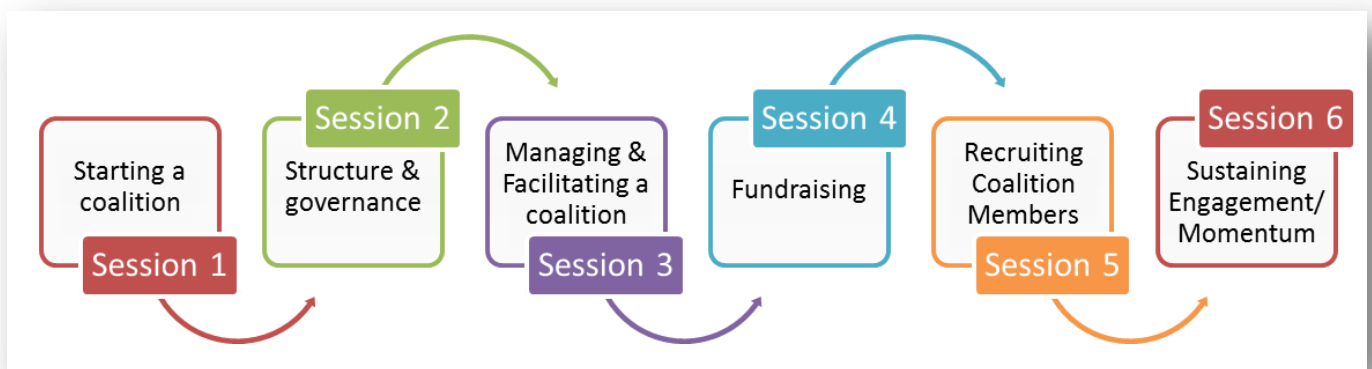 Starting a
coalition
Session 1
Session 2
Structure &
governance
Managing &
Facilitating a
coalition
Session 3
Session 4
Fundraising
Recruiting
Coalition
Members
Session 5
Session 6
Sustaining
Engagement/
Momentum